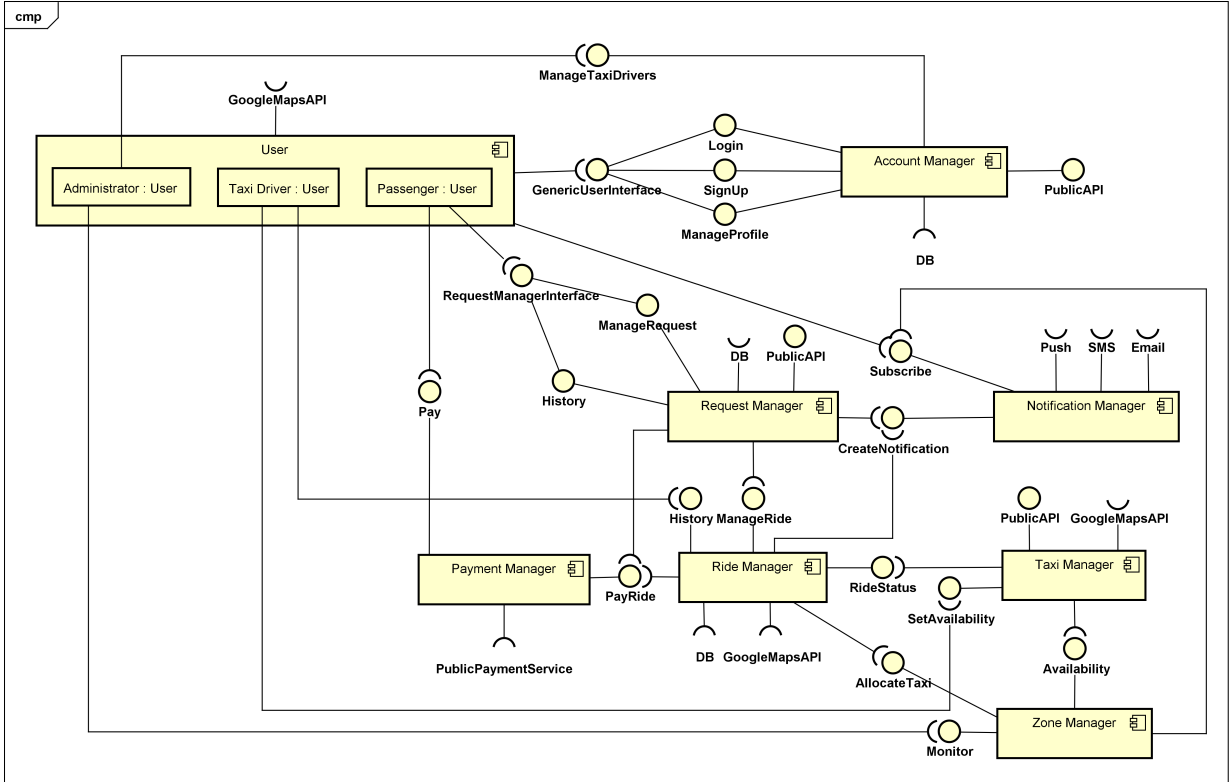 cmp
ManageTaxiDrivers
GoogleMapsAPI
User
Administrator : User
Taxi Driver : User
Passenger : User
GenericUserInterface
Login
SignUp
ManageProfile
Account Manager
PublicAPI
DB
RequestManagerInterface
ManageRequest
History
Pay
DB
PublicAPI
Subscribe
Push
SMS
Email
Request Manager
CreateNotification
Notification Manager
History
ManageRide
PublicAPI
GoogleMapsAPI
Payment Manager
PayRide
Ride Manager
RideStatus
Taxi Manager
SetAvailability
PublicPaymentService
DB
GoogleMapsAPI
AllocateTaxi
Availability
Zone Manager
Monitor